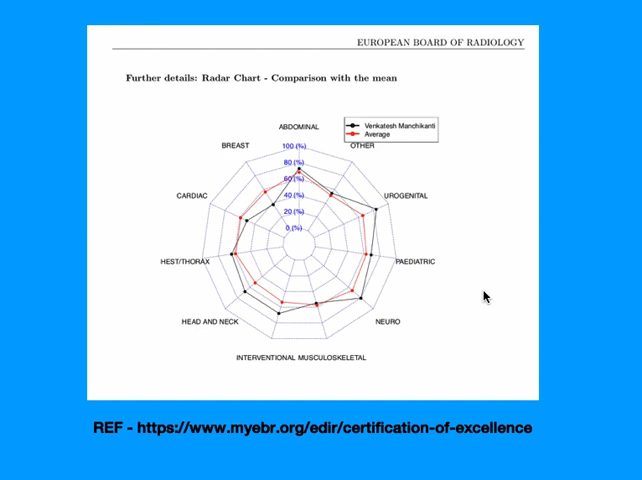 EUROPEAN BOARD OF RADIOLOGY
Further details: Radar Chart - Comparison with the mean
Venkatesh Manchikanti
Average
ABDOMINAL
BREAST
OTHER
100 (%)
80 (%)
60 (%)
40 (%)
20 (%)
0 (%)
CARDIAC
UROGENITAL
HEST/THORAX
PAEDIATRIC
HEAD AND NECK
NEURO
INTERVENTIONAL MUSCULOSKELETAL
REF - https://www.myebr.org/edir/certification-of-excellence